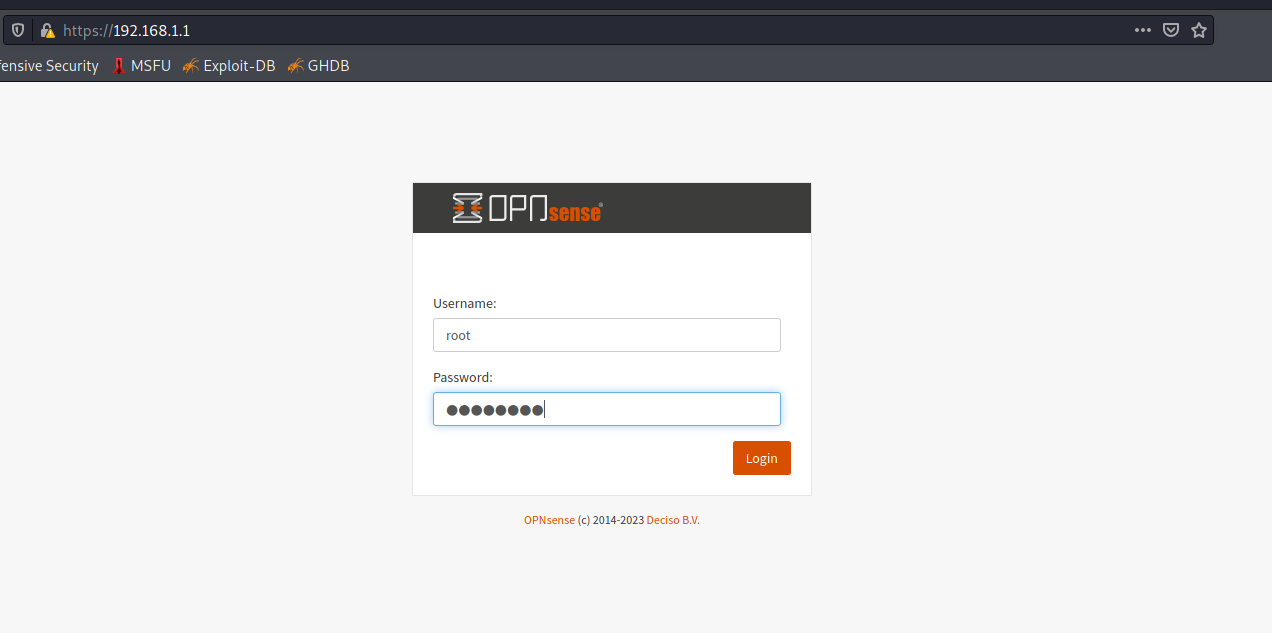 https://192.168.1.1
fensive Security MSFU Exploit-DB GHDB
OPNsense®
Username:
root
Password:
●●●●●●●●
Login
OPNsense (c) 2014-2023 Deciso B.V.